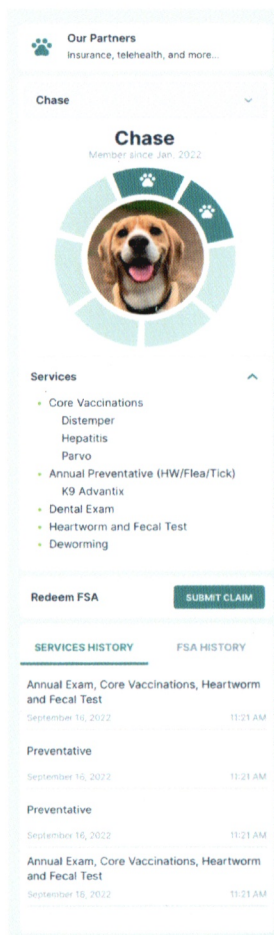 Our Partners
Insurance, telehealth, and more...
Chase
Chase
Member since Jan, 2022
Services
Core Vaccinations
Distemper
Hepatitis
Parvo
Annual Preventative (HW/Flea/Tick)
K9 Advantix
Dental Exam
Heartworm and Fecal Test
Deworming
Redeem FSA
SUBMIT CLAIM
SERVICES HISTORY
FSA HISTORY
Annual Exam, Core Vaccinations, Heartworm
and Fecal Test
September 16, 2022
11:21 AM
Preventative
September 16, 2022
11:21 AM
Preventative
September 16, 2022
11:21 AM
Annual Exam, Core Vaccinations, Heartworm
and Fecal Test
September 16, 2022
11:21 AM